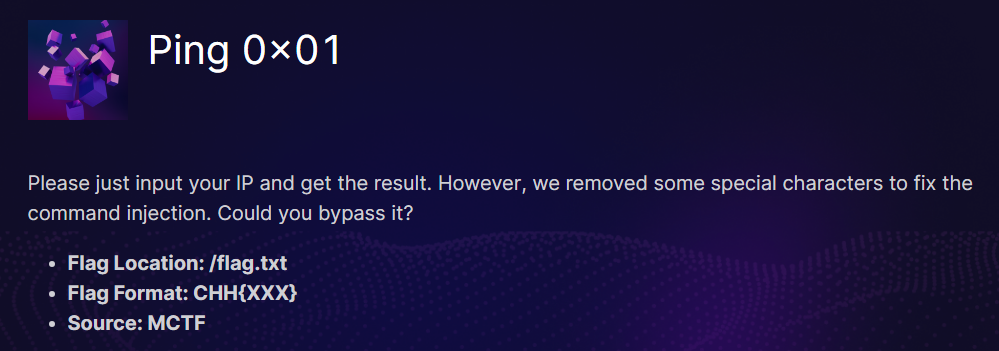 Ping 0×01
Please just input your IP and get the result. However, we removed some special characters to fix the
command injection. Could you bypass it?
• Flag Location: /flag.txt
• Flag Format: CHH{XXX}
• Source: MCTF